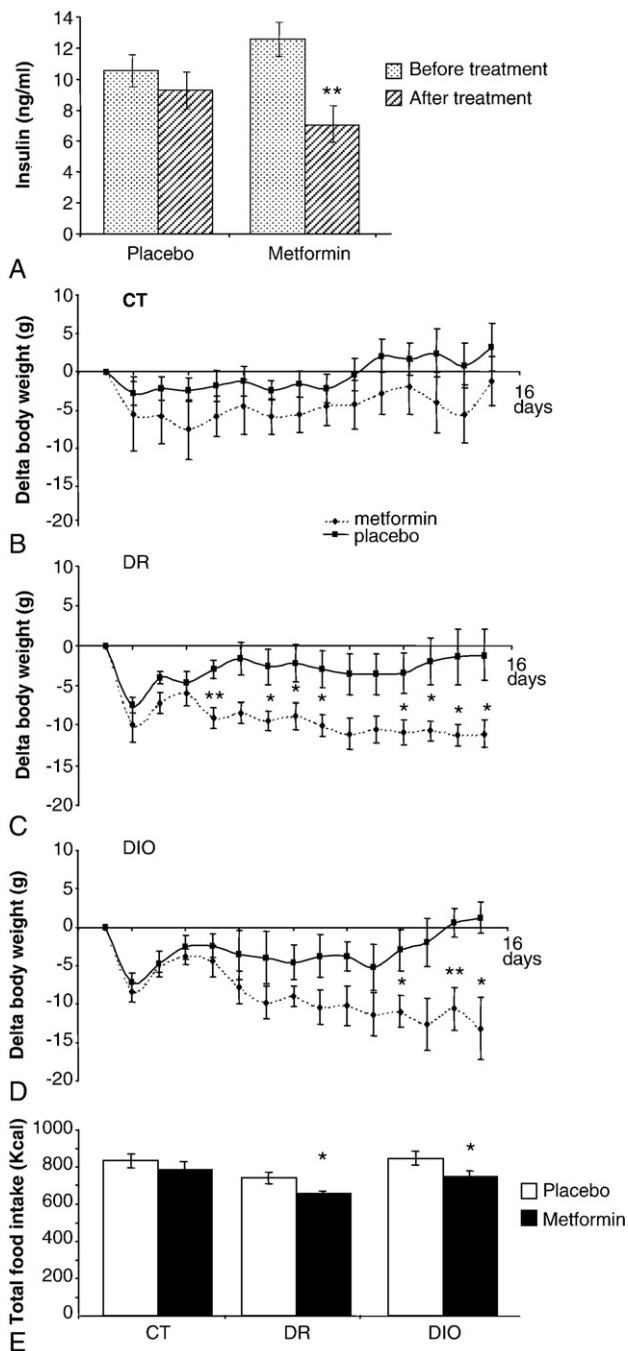 14
12
10
8
6
4
2
0
Insulin (ng/ml)
**
Before treatment
After treatment
Placebo
Metformin
A
CT
10
5
0
-5
-10
-15
-20
Delta body weight (g)
16
days
metformin
placebo
B
DR
10
5
0
-5
-10
-15
-20
Delta body weight (g)
16
days
** * * * * * * *
C
DIO
10
5
0
-5
-10
-15
-20
Delta body weight (g)
16
days
* ** *
D
1000
800
600
400
200
0
Total food intake (Kcal)
* *
Placebo
Metformin
CT
DR
DIO
E